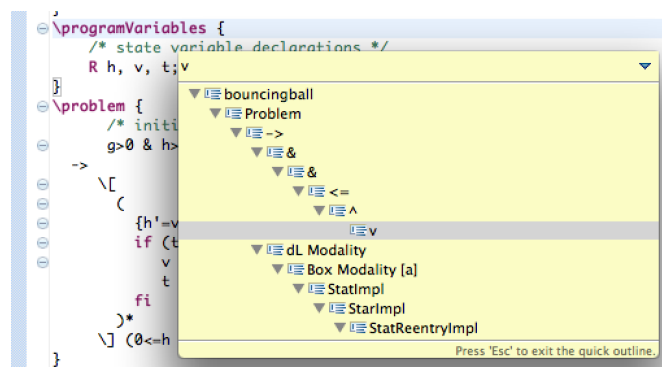 }
\programVariables {
/* state variable declarations */
R h, v, t;
}
\problem {
/* initi
g>0 & h>
->
\[
(
{h'=v
if (t
v
t
fi
)*
\] (0<=h
}
v
bouncingball
Problem
->
&
&
<=
^
v
dL Modality
Box Modality [a]
StatImpl
StarImpl
StatReentryImpl
Press 'Esc' to exit the quick outline.